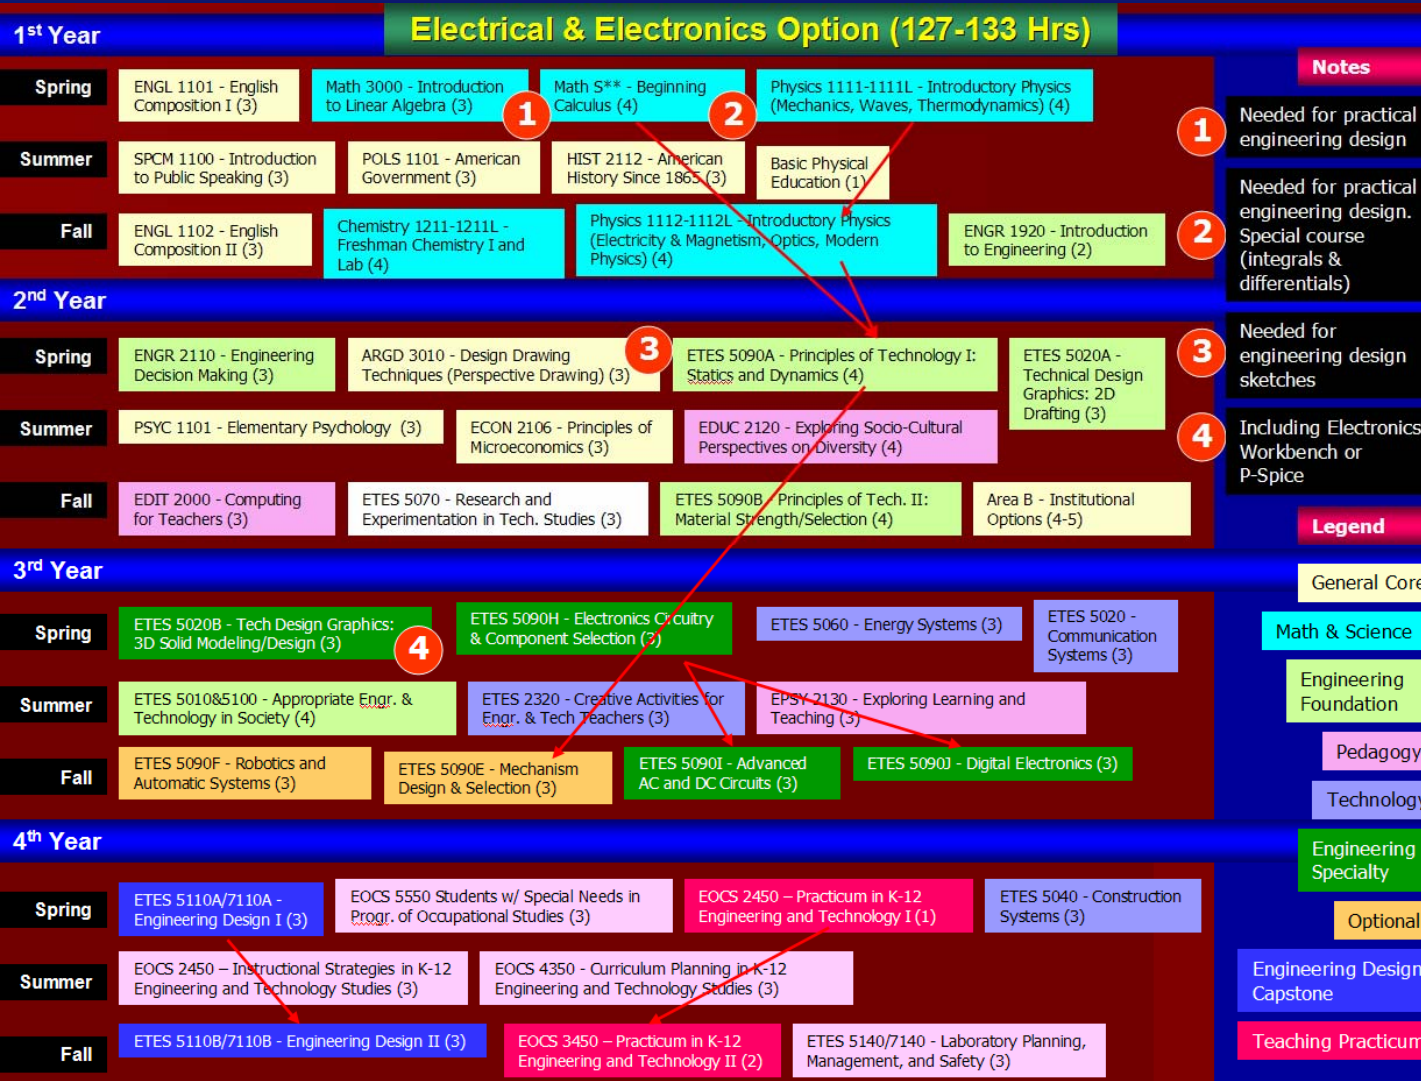 Electrical & Electronics Option (127-133 Hrs)
1st Year
Spring
ENGL 1101 - English
Composition I (3)
Math 3000 - Introduction
to Linear Algebra (3)
1
Math S** - Beginning
Calculus (4)
2
Physics 1111-1111L - Introductory Physics
(Mechanics, Waves, Thermodynamics) (4)
Summer
SPCM 1100 - Introduction
to Public Speaking (3)
POLS 1101 - American
Government (3)
HIST 2112 - American
History Since 1865 (3)
Basic Physical
Education (1)
Fall
ENGL 1102 - English
Composition II (3)
Chemistry 1211-1211L -
Freshman Chemistry I and
Lab (4)
Physics 1112-1112L - Introductory Physics
(Electricity & Magnetism, Optics, Modern
Physics) (4)
ENGR 1920 - Introduction
to Engineering (2)
2nd Year
Spring
ENGR 2110 - Engineering
Decision Making (3)
ARGD 3010 - Design Drawing
Techniques (Perspective Drawing) (3)
3
ETES 5090A - Principles of Technology I:
Statics and Dynamics (4)
ETES 5020A -
Technical Design
Graphics: 2D
Drafting (3)
Summer
PSYC 1101 - Elementary Psychology (3)
ECON 2106 - Principles of
Microeconomics (3)
EDUC 2120 - Exploring Socio-Cultural
Perspectives on Diversity (4)
Fall
EDIT 2000 - Computing
for Teachers (3)
ETES 5070 - Research and
Experimentation in Tech. Studies (3)
ETES 5090B - Principles of Tech. II:
Material Strength/Selection (4)
Area B - Institutional
Options (4-5)
3rd Year
Spring
ETES 5020B - Tech Design Graphics:
3D Solid Modeling/Design (3)
4
ETES 5090H - Electronics Circuitry
& Component Selection (3)
ETES 5060 - Energy Systems (3)
ETES 5020 -
Communication
Systems (3)
Summer
ETES 5010&5100 - Appropriate Engr. &
Technology in Society (4)
ETES 2320 - Creative Activities for
Engr. & Tech Teachers (3)
EPSY 2130 - Exploring Learning and
Teaching (3)
Fall
ETES 5090F - Robotics and
Automatic Systems (3)
ETES 5090E - Mechanism
Design & Selection (3)
ETES 5090I - Advanced
AC and DC Circuits (3)
ETES 5090J - Digital Electronics (3)
4th Year
Spring
ETES 5110A/7110A -
Engineering Design I (3)
EOCS 5550 Students w/ Special Needs in
Progr. of Occupational Studies (3)
EOCS 2450 – Practicum in K-12
Engineering and Technology I (1)
ETES 5040 - Construction
Systems (3)
Summer
EOCS 2450 – Instructional Strategies in K-12
Engineering and Technology Studies (3)
EOCS 4350 - Curriculum Planning in K-12
Engineering and Technology Studies (3)
Fall
ETES 5110B/7110B - Engineering Design II (3)
EOCS 3450 – Practicum in K-12
Engineering and Technology II (2)
ETES 5140/7140 - Laboratory Planning,
Management, and Safety (3)
Notes
1
Needed for practical
engineering design
2
Needed for practical
engineering design.
Special course
(integrals &
differentials)
3
Needed for
engineering design
sketches
4
Including Electronics
Workbench or
P-Spice
Legend
General Core
Math & Science
Engineering
Foundation
Pedagogy
Technology
Engineering
Specialty
Optional
Engineering Design
Capstone
Teaching Practicum